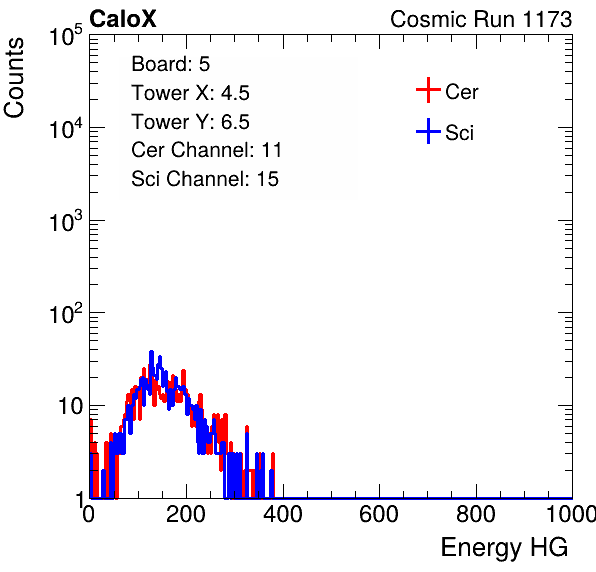 CaloX
Cosmic Run 1173
Counts
10^5
10^4
10^3
10^2
10
1
Board: 5
Tower X: 4.5
Tower Y: 6.5
Cer Channel: 11
Sci Channel: 15
Cer
Sci
0 200 400 600 800 1000
Energy HG